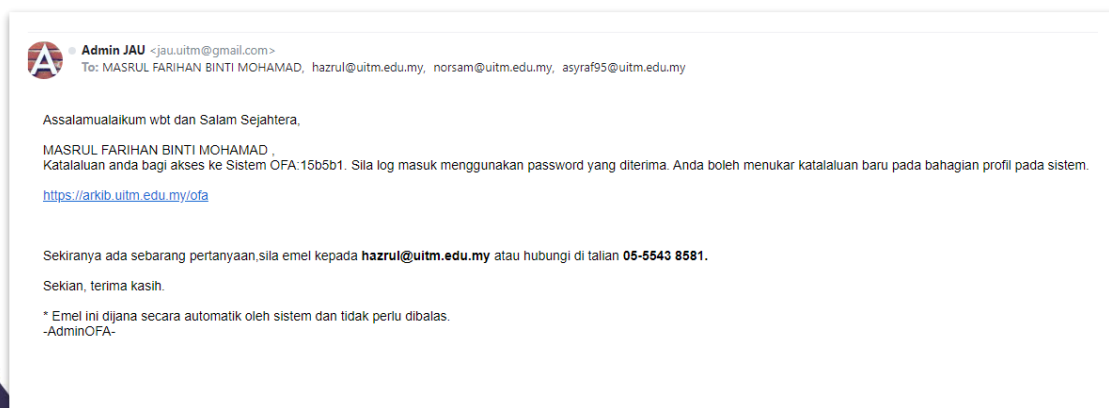 Admin JAU <jau.uitm@gmail.com>
To: MASRUL FARIHAN BINTI MOHAMAD, hazrul@uitm.edu.my, norsam@uitm.edu.my, asyraf95@uitm.edu.my
Assalamualaikum wbt dan Salam Sejahtera,
MASRUL FARIHAN BINTI MOHAMAD ,
Katalaluan anda bagi akses ke Sistem OFA:15b5b1. Sila log masuk menggunakan password yang diterima. Anda boleh menukar katalaluan baru pada bahagian profil pada sistem.
https://arkib.uitm.edu.my/ofa
Sekiranya ada sebarang pertanyaan,sila emel kepada hazrul@uitm.edu.my atau hubungi di talian 05-5543 8581.
Sekian, terima kasih.
* Emel ini dijana secara automatik oleh sistem dan tidak perlu dibalas.
-AdminOFA-